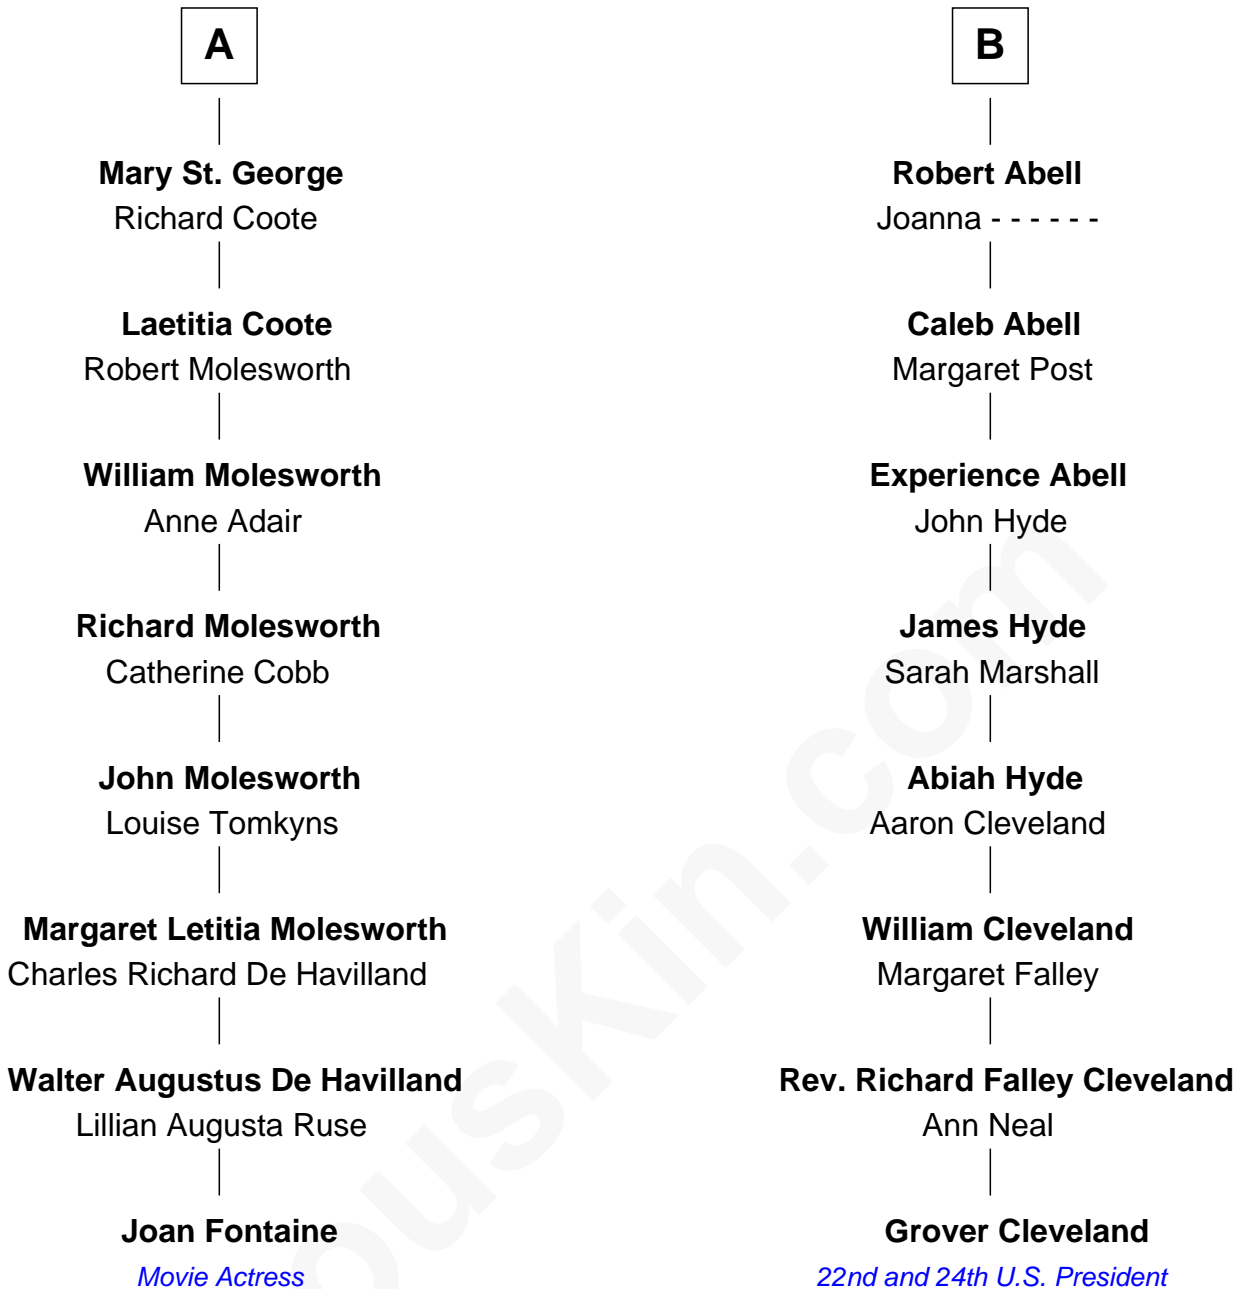 A
Mary St. George
Richard Coote
Laetitia Coote
Robert Molesworth
William Molesworth
Anne Adair
Richard Molesworth
Catherine Cobb
John Molesworth
Louise Tomkyns
Margaret Letitia Molesworth
Charles Richard De Havilland
Walter Augustus De Havilland
Lillian Augusta Ruse
Joan Fontaine
Movie Actress
B
Robert Abell
Joanna - - - - - -
Caleb Abell
Margaret Post
Experience Abell
John Hyde
James Hyde
Sarah Marshall
Abiah Hyde
Aaron Cleveland
William Cleveland
Margaret Falley
Rev. Richard Falley Cleveland
Ann Neal
Grover Cleveland
22nd and 24th U.S. President
ousKin.com